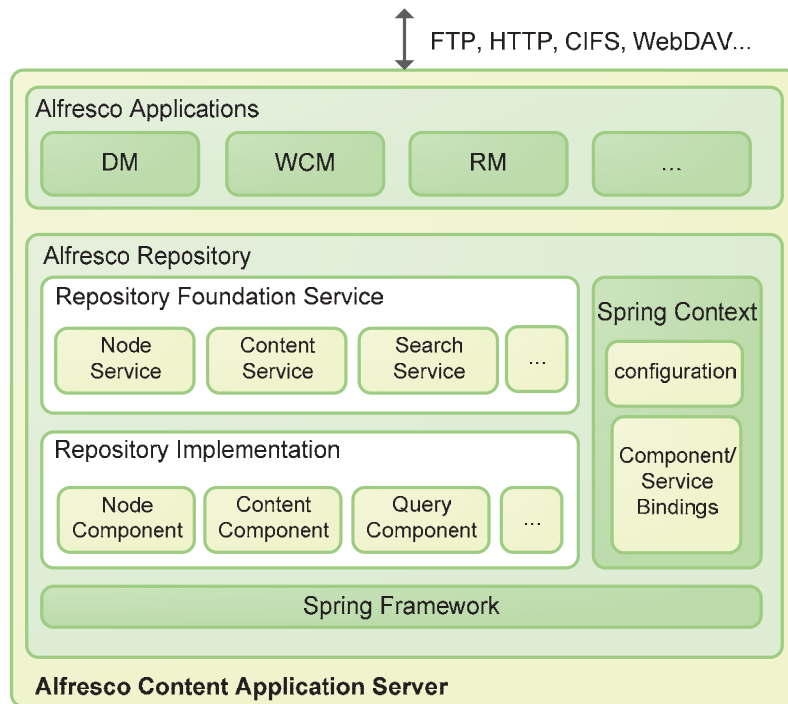 FTP, HTTP, CIFS, WebDAV...
Alfresco Applications
DM
WCM
RM
...
Alfresco Repository
Repository Foundation Service
Node
Service
Content
Service
Search
Service
...
Repository Implementation
Node
Component
Content
Component
Query
Component
...
Spring Context
configuration
Component/
Service
Bindings
Spring Framework
Alfresco Content Application Server